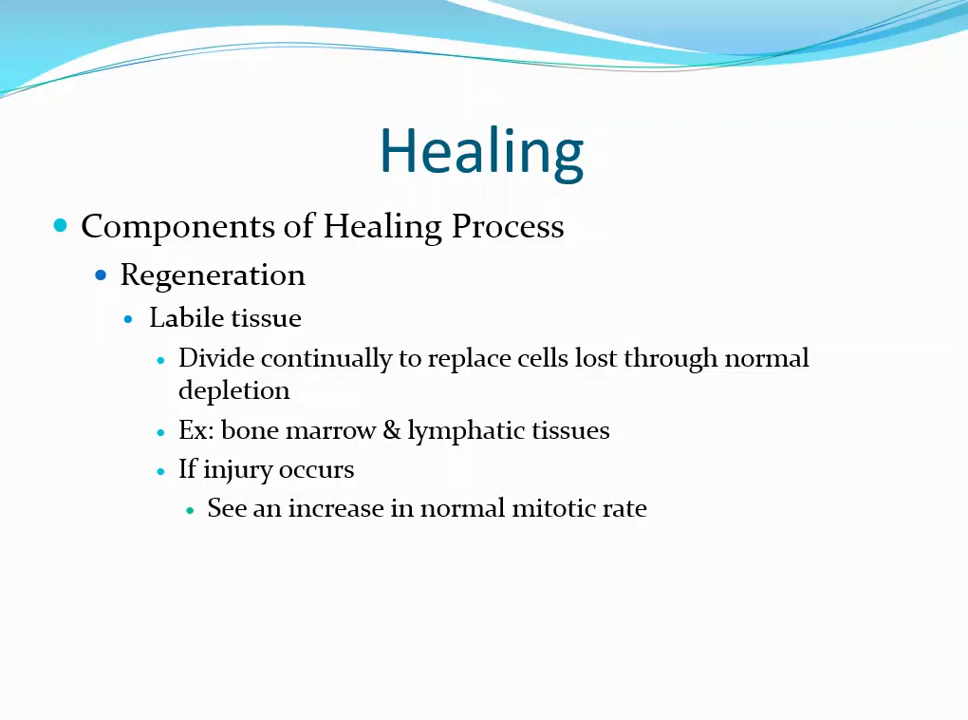 Healing
Components of Healing Process
Regeneration
Labile tissue
Divide continually to replace cells lost through normal
depletion
Ex: bone marrow & lymphatic tissues
If injury occurs
See an increase in normal mitotic rate